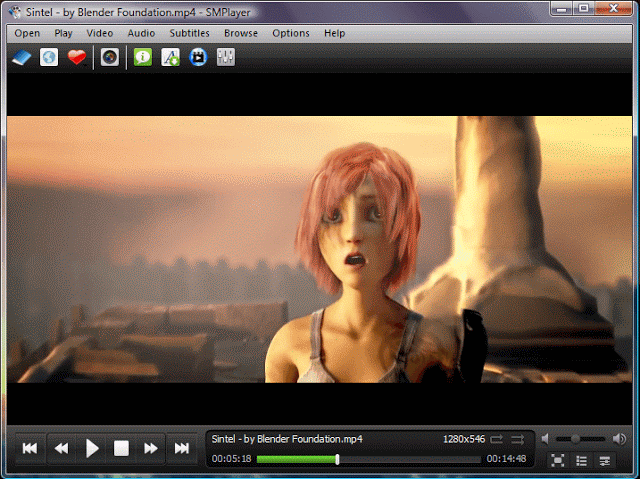 Sintel - by Blender Foundation.mp4 - SMPlayer
Open Play Video Audio Subtitles Browse Options Help
Sintel - by Blender Foundation.mp4 1280x546
00:05:18 00:14:48